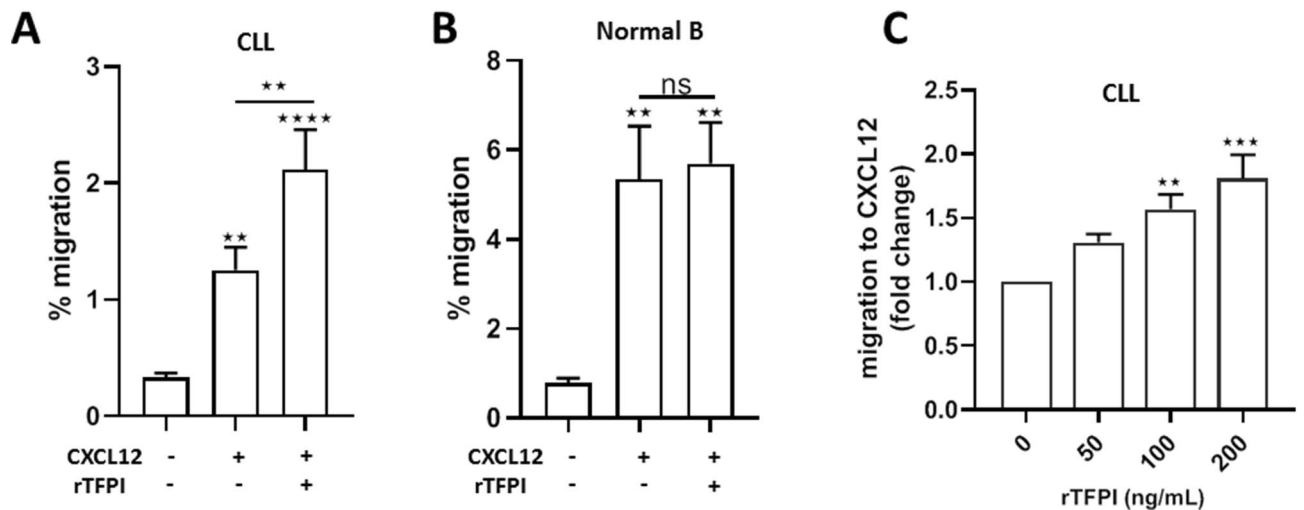 A
CLL
3
2
1
0
% migration
★★
★★★★
★★
CXCL12 - + +
rTFPI - - +
B
Normal B
8
6
4
2
0
% migration
ns
★★ ★★
CXCL12 - + +
rTFPI - - +
C
CLL
2.5
2.0
1.5
1.0
0.5
0.0
migration to CXCL12
(fold change)
★★★
★★
0 50 100 200
rTFPI (ng/mL)